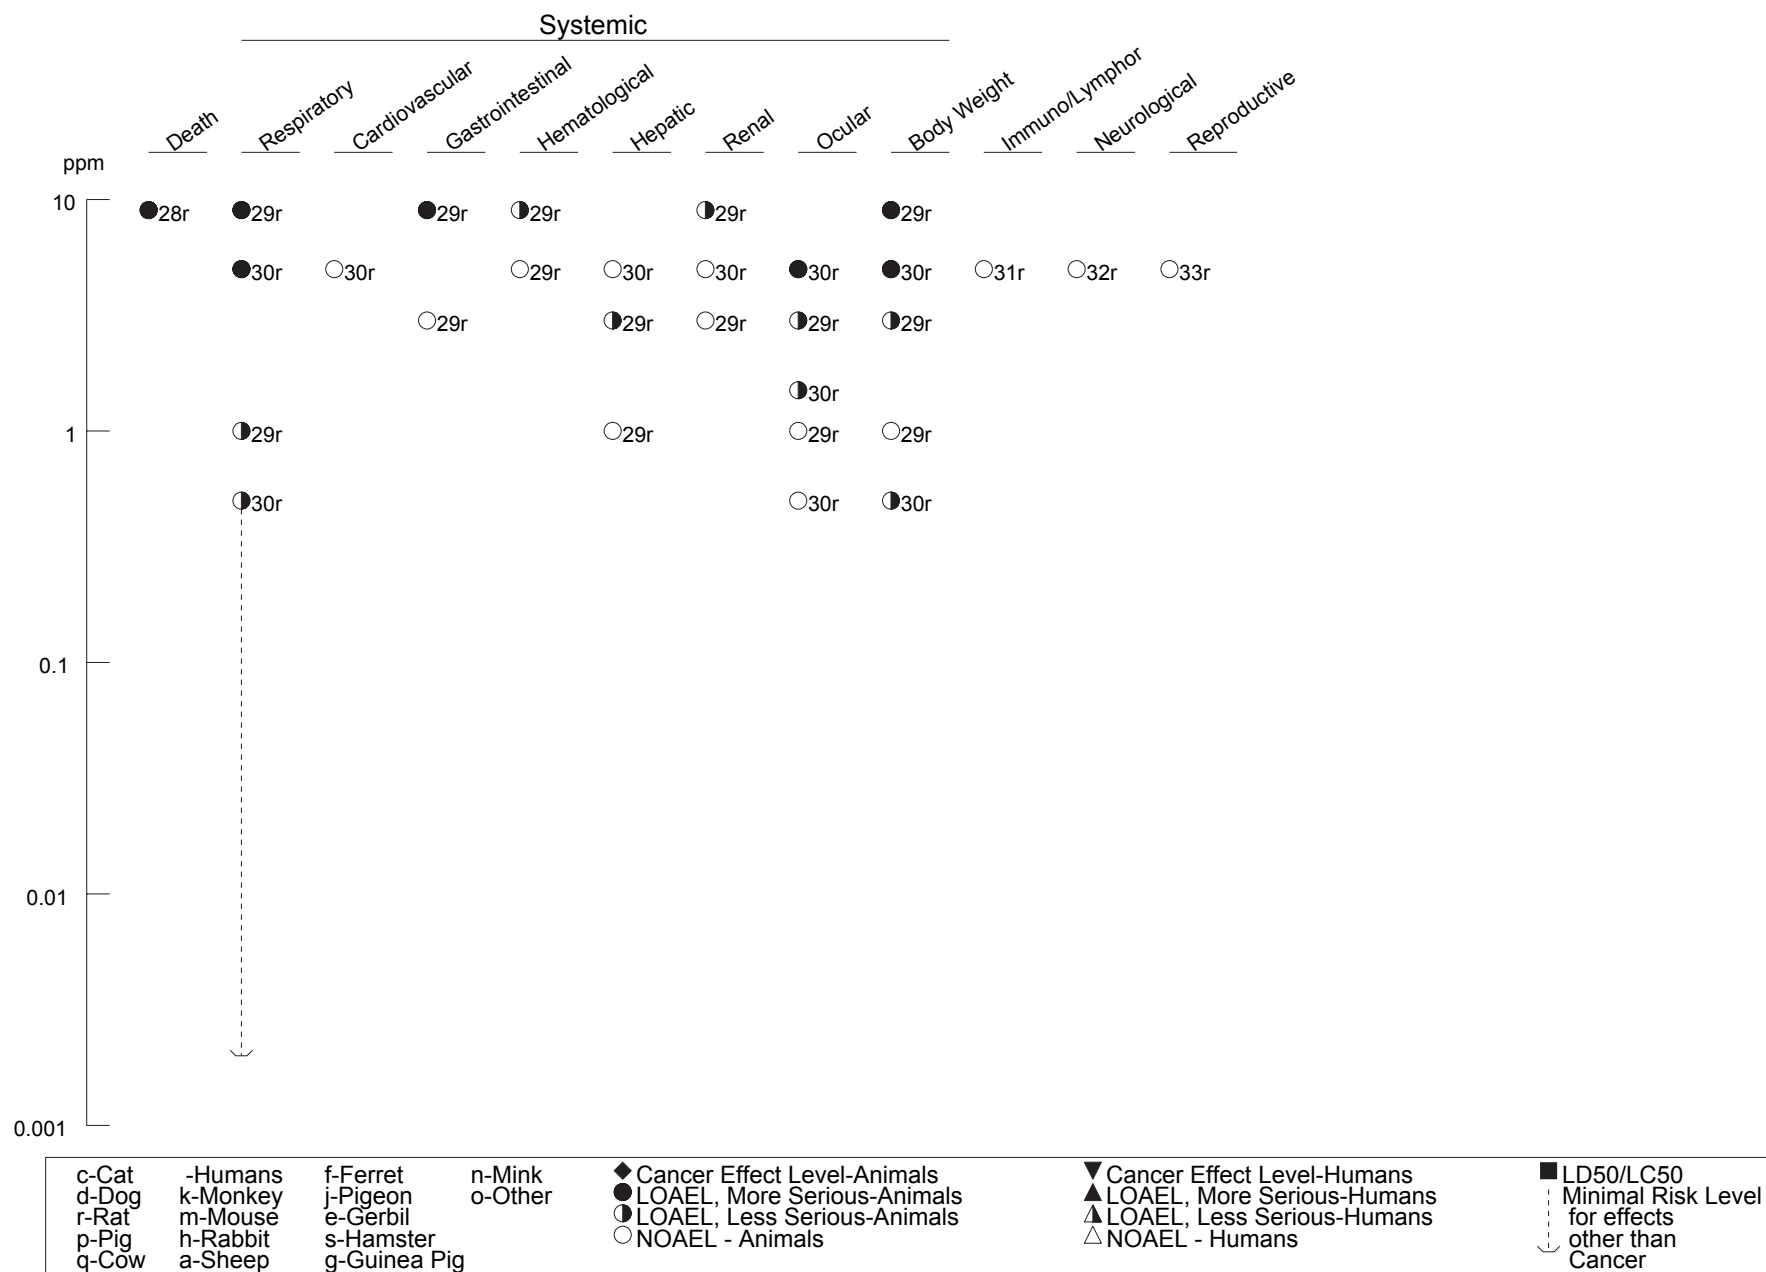 Systemic
Death Respiratory Cardiovascular Gastrointestinal Hematological Hepatic Renal Ocular Body Weight Immuno/Lymphor Neurological Reproductive
ppm
10
28r 29r 29r 29r 29r 29r
30r 30r 29r 30r 30r 30r 30r 31r 32r 33r
29r 29r 29r 29r 29r
30r
1
29r 29r 29r 29r
30r 30r 30r
0.1
0.01
0.001
c-Cat -Humans f-Ferret n-Mink Cancer Effect Level-Animals Cancer Effect Level-Humans LD50/LC50
d-Dog k-Monkey j-Pigeon o-Other LOAEL, More Serious-Animals LOAEL, More Serious-Humans Minimal Risk Level
r-Rat m-Mouse e-Gerbil LOAEL, Less Serious-Animals LOAEL, Less Serious-Humans for effects
p-Pig h-Rabbit s-Hamster NOAEL - Animals NOAEL - Humans other than
q-Cow a-Sheep g-Guinea Pig Cancer